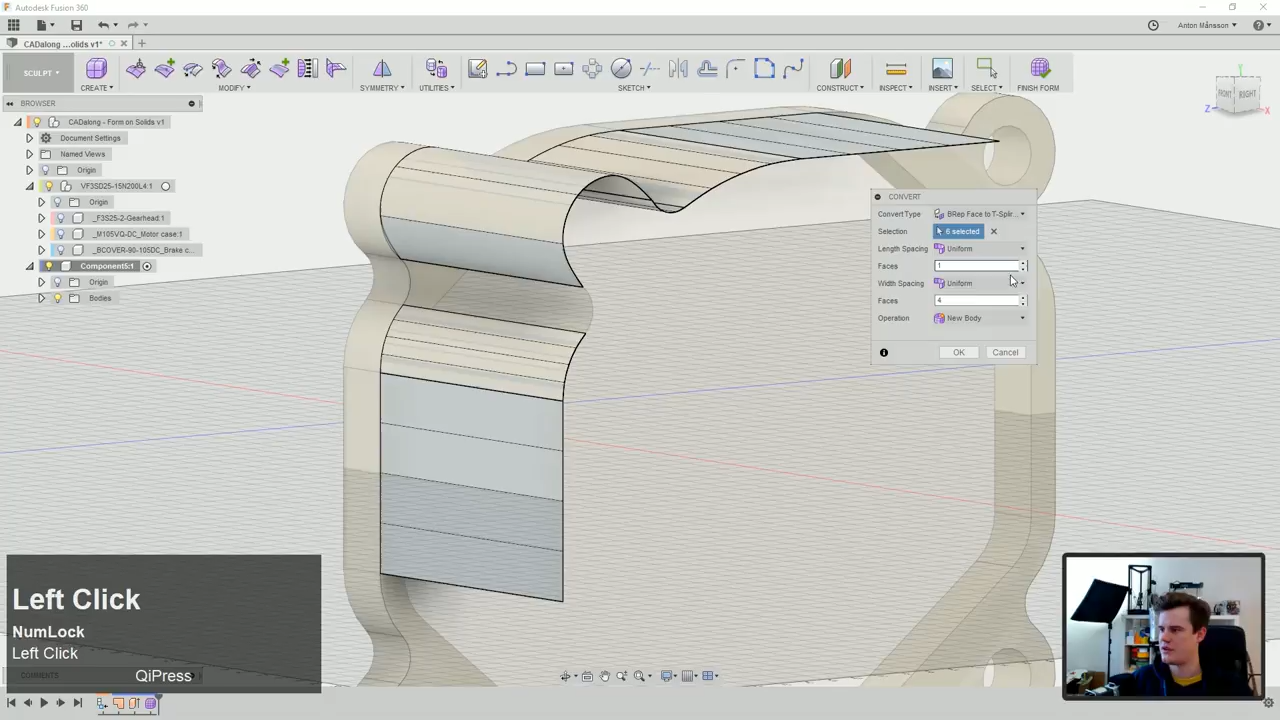 Autodesk Fusion 360
Anton Månsson
CADalong ...olids v1*
SCULPT
CREATE
MODIFY
SYMMETRY
UTILITIES
SKETCH
CONSTRUCT
INSPECT
INSERT
SELECT
FINISH FORM
BROWSER
CADalong - Form on Solids v1
Document Settings
Named Views
Origin
VF3SD25-15N200L4:1
Origin
_F3S25-2-Gearhead:1
_M105VQ-DC_Motor case:1
_BCOVER-90-105DC_Brake c...
Component5:1
Origin
Bodies
Y
FRONT
RIGHT
Z
X
CONVERT
Convert Type BRep Face to T-Splin...
Selection 6 selected
Length Spacing Uniform
Faces 1
Width Spacing Uniform
Faces 4
Operation New Body
OK Cancel
Left Click
NumLock
Left Click
QiPress
COMMENTS